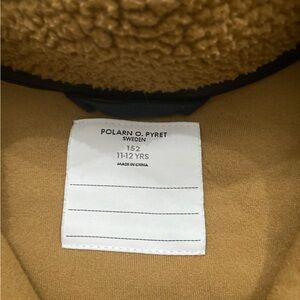 POLARN O. PYRET
SWEDEN
152
11-12 YRS
MADE IN CHINA